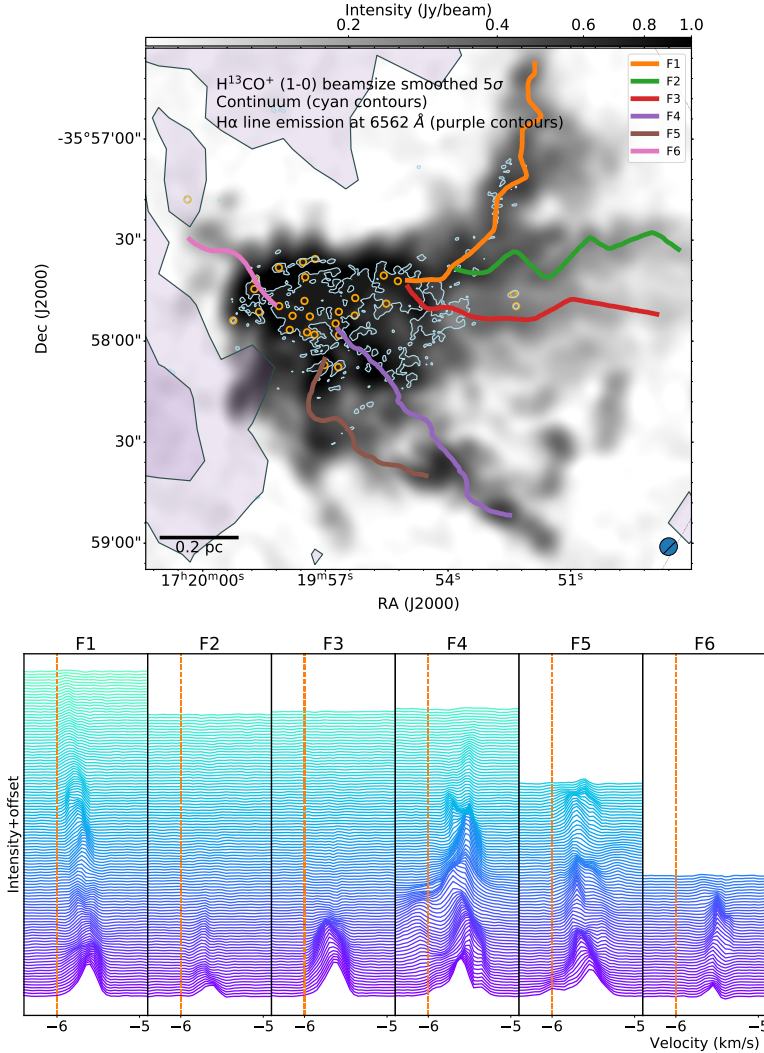 Intensity (Jy/beam)
0.2 0.4 0.6 0.8 1.0
H¹³CO⁺ (1-0) beamsize smoothed 5σ
Continuum (cyan contours)
Hα line emission at 6562 Å (purple contours)
F1
F2
F3
F4
F5
F6
Dec (J2000)
-35°57'00"
30"
58'00"
30"
59'00"
0.2 pc
17ʰ20ᵐ00ˢ 19ᵐ57ˢ 54ˢ 51ˢ
RA (J2000)
F1 F2 F3 F4 F5 F6
Intensity+offset
−6 −5 −6 −5 −6 −5 −6 −5 −6 −5 −6 −5
Velocity (km/s)